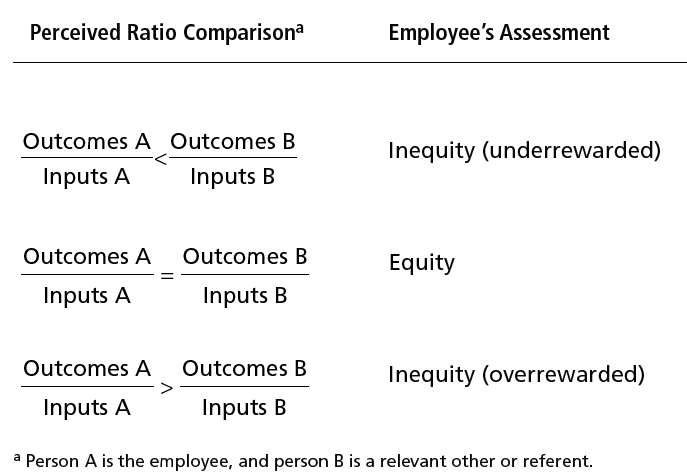 Perceived Ratio Comparisonᵃ Employee's Assessment
Outcomes A Outcomes B
< Inequity (underrewarded)
Inputs A Inputs B
Outcomes A Outcomes B
= Equity
Inputs A Inputs B
Outcomes A Outcomes B
> Inequity (overrewarded)
Inputs A Inputs B
ᵃ Person A is the employee, and person B is a relevant other or referent.